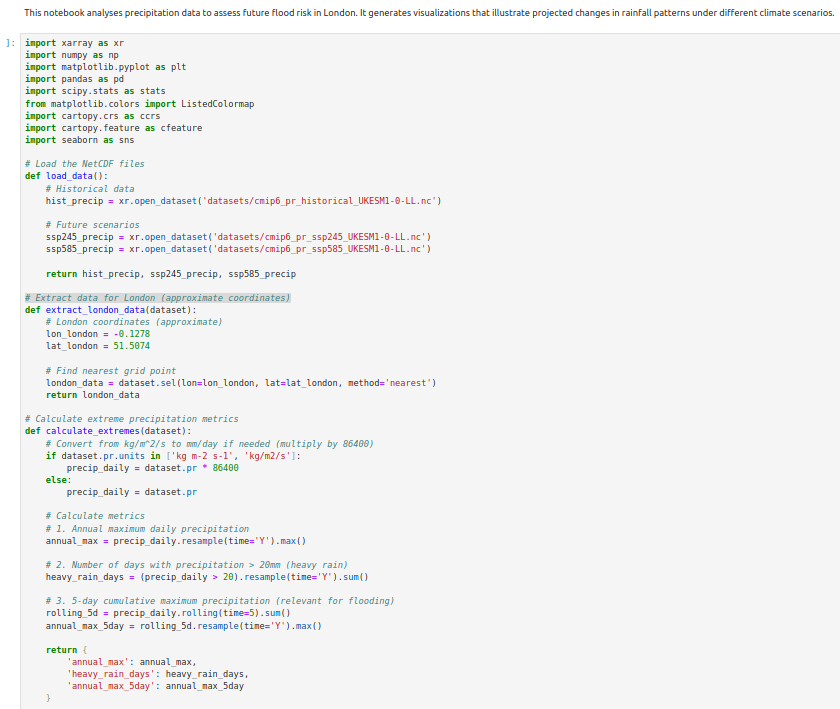 This notebook analyses precipitation data to assess future flood risk in London. It generates visualizations that illustrate projected changes in rainfall patterns under different climate scenarios.
]:
import xarray as xr
import numpy as np
import matplotlib.pyplot as plt
import pandas as pd
import scipy.stats as stats
from matplotlib.colors import ListedColormap
import cartopy.crs as ccrs
import cartopy.feature as cfeature
import seaborn as sns

# Load the NetCDF files
def load_data():
    # Historical data
    hist_precip = xr.open_dataset('datasets/cmip6_pr_historical_UKESM1-0-LL.nc')

    # Future scenarios
    ssp245_precip = xr.open_dataset('datasets/cmip6_pr_ssp245_UKESM1-0-LL.nc')
    ssp585_precip = xr.open_dataset('datasets/cmip6_pr_ssp585_UKESM1-0-LL.nc')

    return hist_precip, ssp245_precip, ssp585_precip

# Extract data for London (approximate coordinates)
def extract_london_data(dataset):
    # London coordinates (approximate)
    lon_london = -0.1278
    lat_london = 51.5074

    # Find nearest grid point
    london_data = dataset.sel(lon=lon_london, lat=lat_london, method='nearest')
    return london_data

# Calculate extreme precipitation metrics
def calculate_extremes(dataset):
    # Convert from kg/m^2/s to mm/day if needed (multiply by 86400)
    if dataset.pr.units in ['kg m-2 s-1', 'kg/m2/s']:
        precip_daily = dataset.pr * 86400
    else:
        precip_daily = dataset.pr

    # Calculate metrics
    # 1. Annual maximum daily precipitation
    annual_max = precip_daily.resample(time='Y').max()

    # 2. Number of days with precipitation > 20mm (heavy rain)
    heavy_rain_days = (precip_daily > 20).resample(time='Y').sum()

    # 3. 5-day cumulative maximum precipitation (relevant for flooding)
    rolling_5d = precip_daily.rolling(time=5).sum()
    annual_max_5day = rolling_5d.resample(time='Y').max()

    return {
        'annual_max': annual_max,
        'heavy_rain_days': heavy_rain_days,
        'annual_max_5day': annual_max_5day
    }